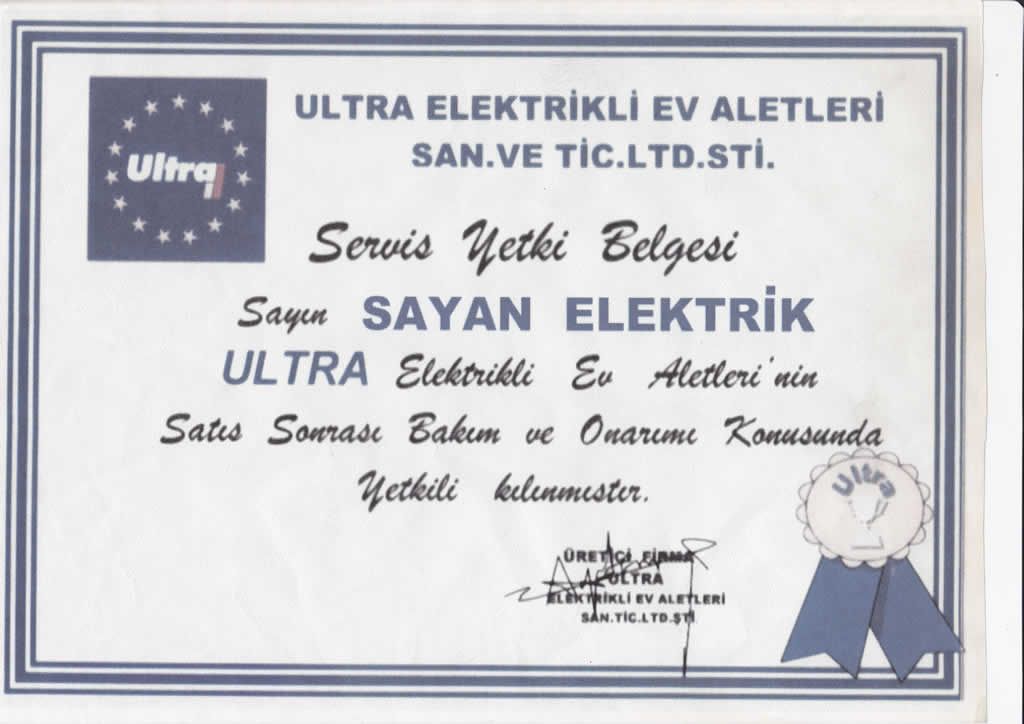 Ultra
ULTRA ELEKTRİKLİ EV ALETLERİ
SAN.VE TİC.LTD.STİ.
Servis Yetki Belgesi
Sayın SAYAN ELEKTRİK
ULTRA Elektrikli Ev Aletleri'nin
Satıs Sonrası Bakım ve Onarımı Konusunda
Yetkili kılınmıstır.
Ultra
ÜRETİCİ FİRMA
ULTRA
ELEKTRİKLİ EV ALETLERİ
SAN.TİC.LTD.ŞTİ